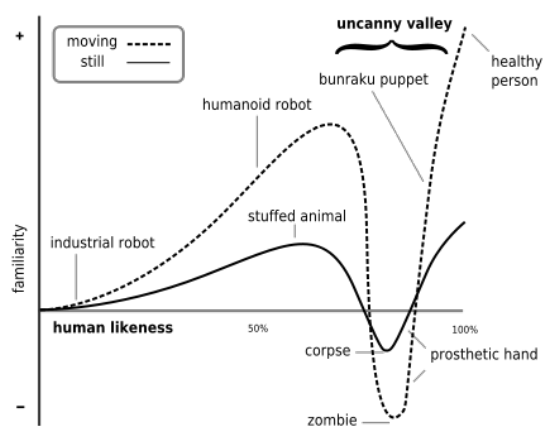 +
uncanny valley
moving
still
healthy
person
bunraku puppet
humanoid robot
stuffed animal
industrial robot
familiarity
human likeness
50%
100%
corpse
prosthetic hand
–
zombie